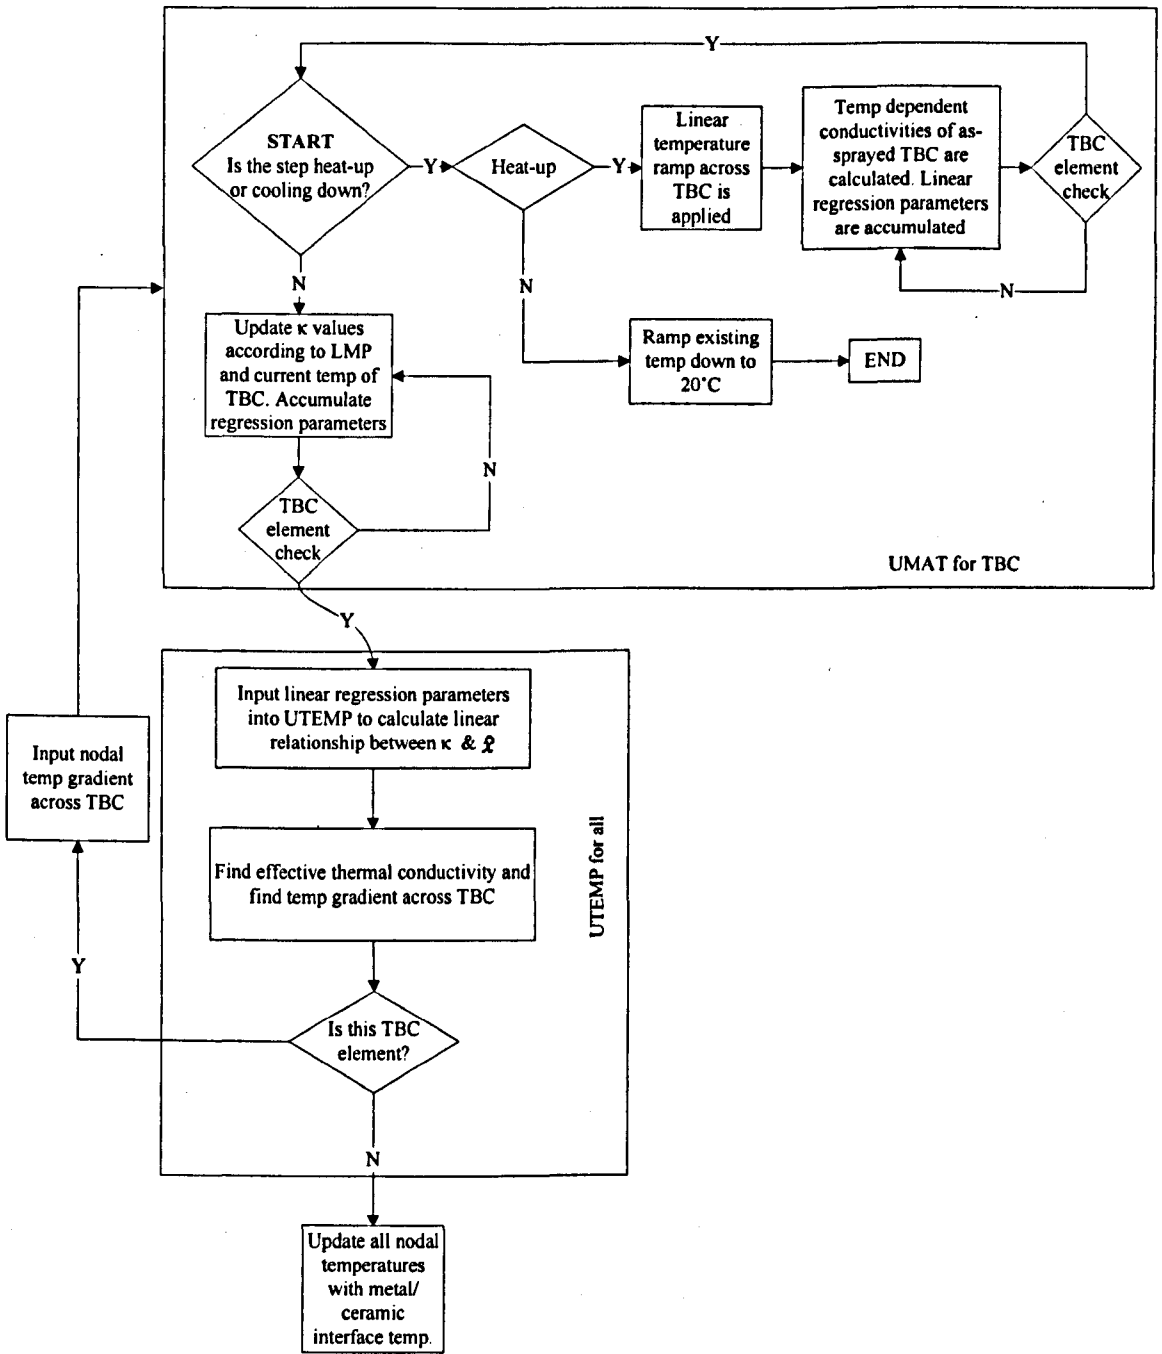 Y
START
Is the step heat-up
or cooling down?
Y
Heat-up
Y
Linear
temperature
ramp across
TBC is
applied
Temp dependent
conductivities of as-
sprayed TBC are
calculated. Linear
regression parameters
are accumulated
TBC
element
check
N
N
N
Update κ values
according to LMP
and current temp of
TBC. Accumulate
regression parameters
Ramp existing
temp down to
20°C
END
N
TBC
element
check
UMAT for TBC
Y
Input linear regression parameters
into UTEMP to calculate linear
relationship between κ &
Input nodal
temp gradient
across TBC
UTEMP for all
Find effective thermal conductivity and
find temp gradient across TBC
Y
Is this TBC
element?
N
Update all nodal
temperatures
with metal/
ceramic
interface temp.